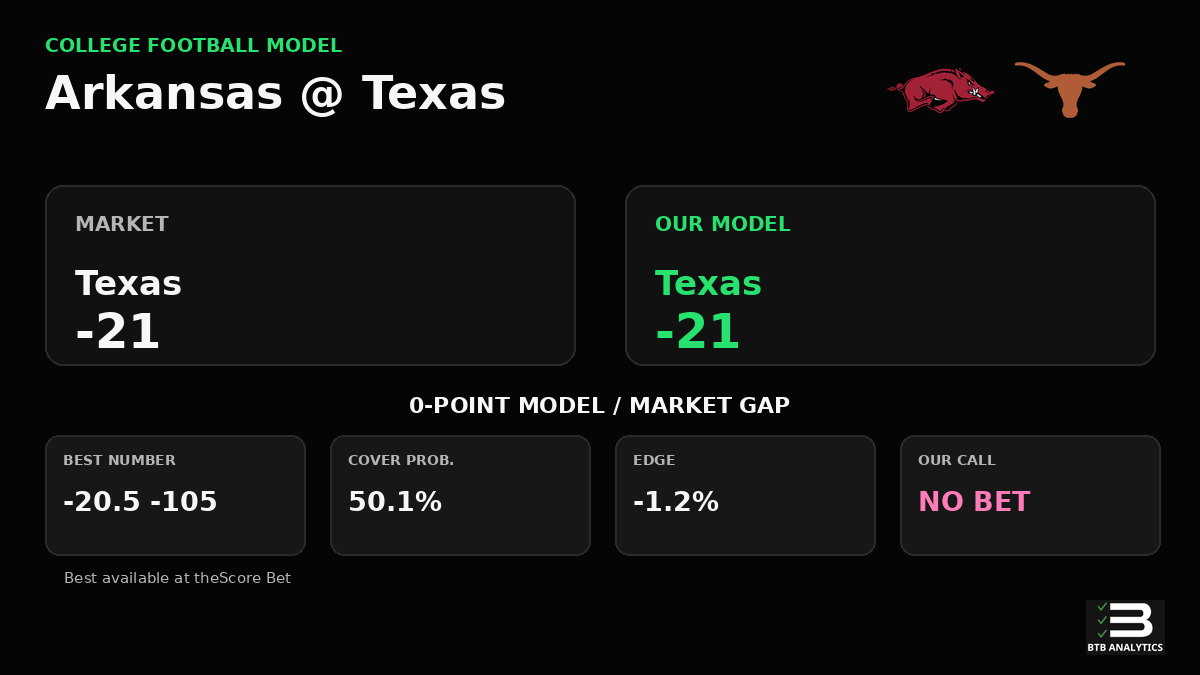 COLLEGE FOOTBALL MODEL
Arkansas @ Texas
MARKET
Texas
-21
OUR MODEL
Texas
-21
0-POINT MODEL / MARKET GAP
BEST NUMBER
-20.5 -105
COVER PROB.
50.1%
EDGE
-1.2%
OUR CALL
NO BET
Best available at theScore Bet
BTB ANALYTICS